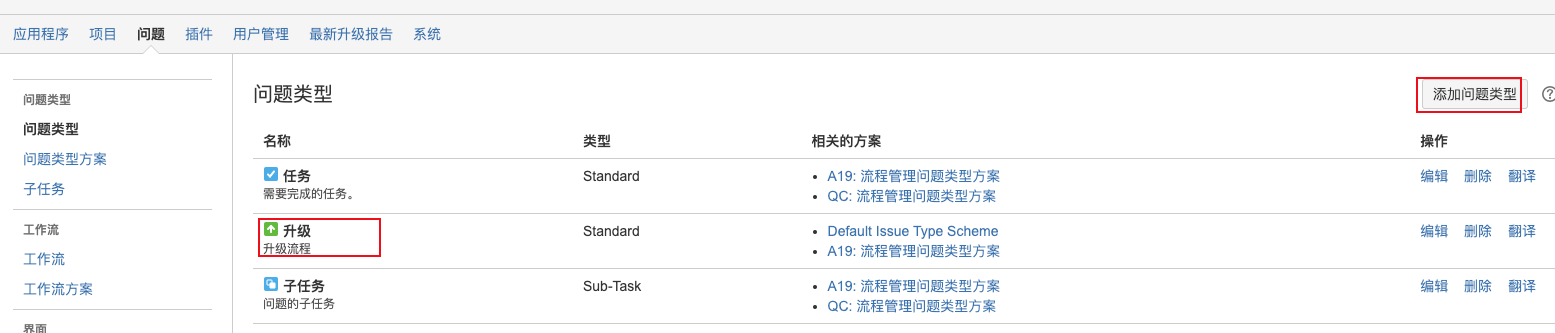 应用程序 项目 问题 插件 用户管理 最新升级报告 系统
问题类型
问题类型
问题类型方案
子任务
工作流
工作流
工作流方案
界面
问题类型 添加问题类型 ?
名称 类型 相关的方案 操作
任务 Standard • A19: 流程管理问题类型方案 编辑 删除 翻译
需要完成的任务。 • QC: 流程管理问题类型方案
升级 Standard • Default Issue Type Scheme 编辑 删除 翻译
升级流程 • A19: 流程管理问题类型方案
子任务 Sub-Task • A19: 流程管理问题类型方案 编辑 删除 翻译
问题的子任务 • QC: 流程管理问题类型方案